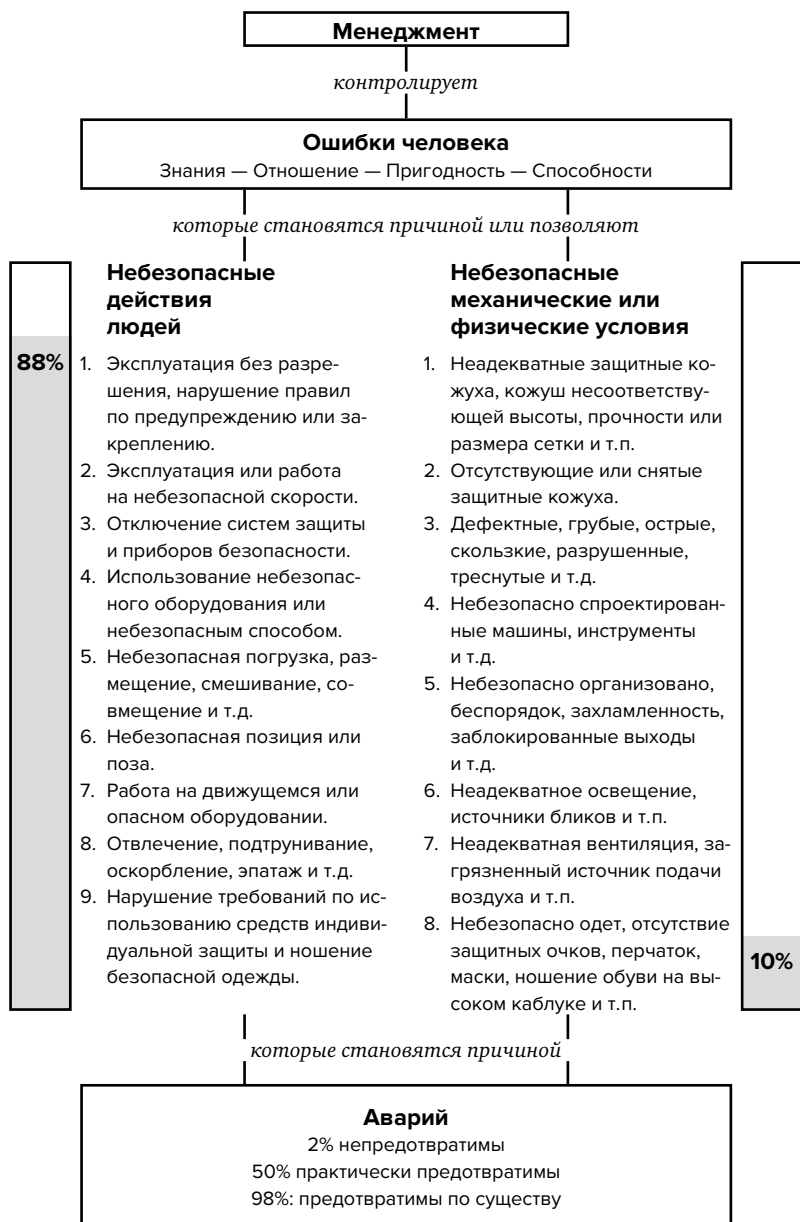 Менеджмент
контролирует
Ошибки человека
Знания — Отношение — Пригодность — Способности
которые становятся причиной или позволяют
Небезопасные
действия
людей
88%
1. Эксплуатация без разре-
шения, нарушение правил
по предупреждению или за-
креплению.
2. Эксплуатация или работа
на небезопасной скорости.
3. Отключение систем защиты
и приборов безопасности.
4. Использование небезопас-
ного оборудования или
небезопасным способом.
5. Небезопасная погрузка, раз-
мещение, смешивание, со-
вмещение и т.д.
6. Небезопасная позиция или
поза.
7. Работа на движущемся или
опасном оборудовании.
8. Отвлечение, подтрунивание,
оскорбление, эпатаж и т.д.
9. Нарушение требований по ис-
пользованию средств индиви-
дуальной защиты и ношение
безопасной одежды.
Небезопасные
механические или
физические условия
1. Неадекватные защитные ко-
жуха, кожуш несоответству-
ющей высоты, прочности или
размера сетки и т.п.
2. Отсутствующие или снятые
защитные кожуха.
3. Дефектные, грубые, острые,
скользкие, разрушенные,
треснутые и т.д.
4. Небезопасно спроектирован-
ные машины, инструменты
и т.д.
5. Небезопасно организовано,
беспорядок, захламленность,
заблокированные выходы
и т.д.
6. Неадекватное освещение,
источники бликов и т.п.
7. Неадекватная вентиляция, за-
грязненный источник подачи
воздуха и т.п.
8. Небезопасно одет, отсутствие
защитных очков, перчаток,
маски, ношение обуви на вы-
соком каблуке и т.п.
10%
которые становятся причиной
Аварий
2% непредотвратимы
50% практически предотвратимы
98%: предотвратимы по существу